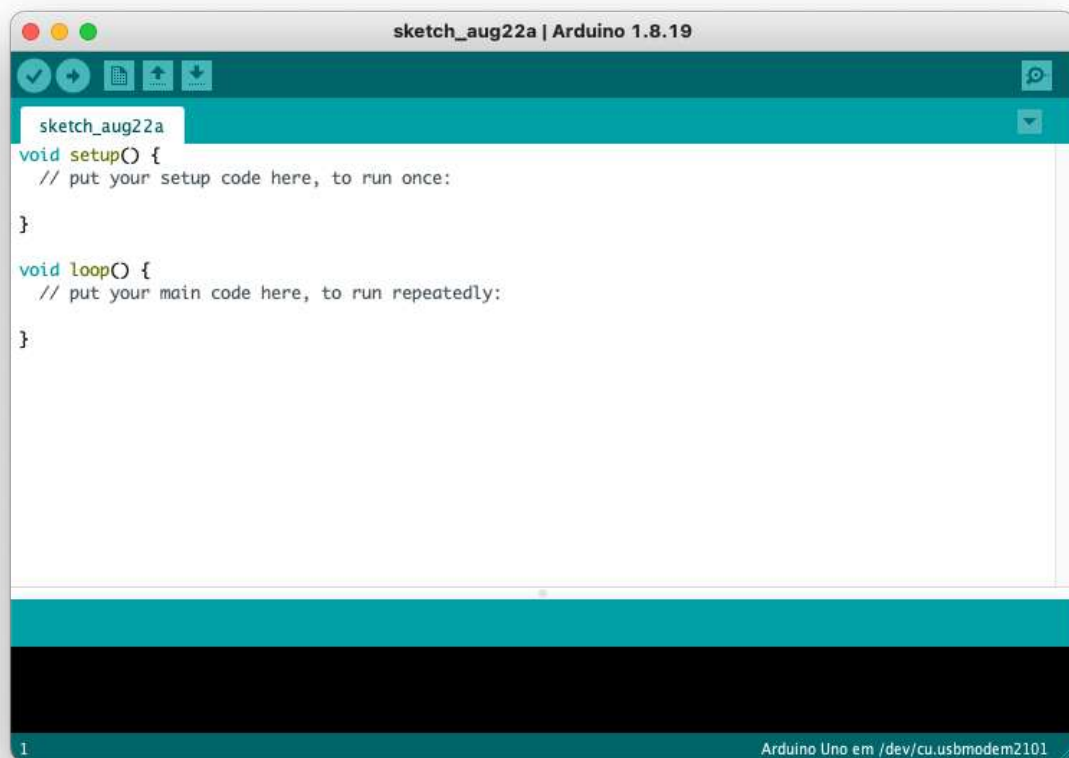 sketch_aug22a | Arduino 1.8.19
sketch_aug22a
void setup() {
  // put your setup code here, to run once:
}
void loop() {
  // put your main code here, to run repeatedly:
}
1
Arduino Uno em /dev/cu.usbmodem2101